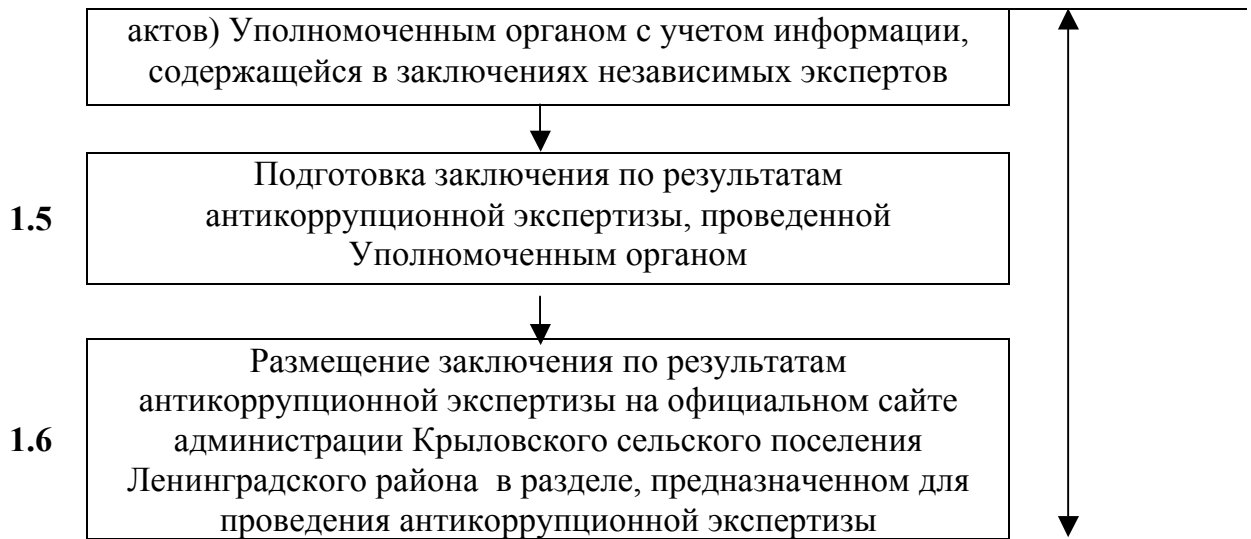 актов) Уполномоченным органом с учетом информации,
содержащейся в заключениях независимых экспертов
1.5
Подготовка заключения по результатам
антикоррупционной экспертизы, проведенной
Уполномоченным органом
1.6
Размещение заключения по результатам
антикоррупционной экспертизы на официальном сайте
администрации Крыловского сельского поселения
Ленинградского района в разделе, предназначенном для
проведения антикоррупционной экспертизы